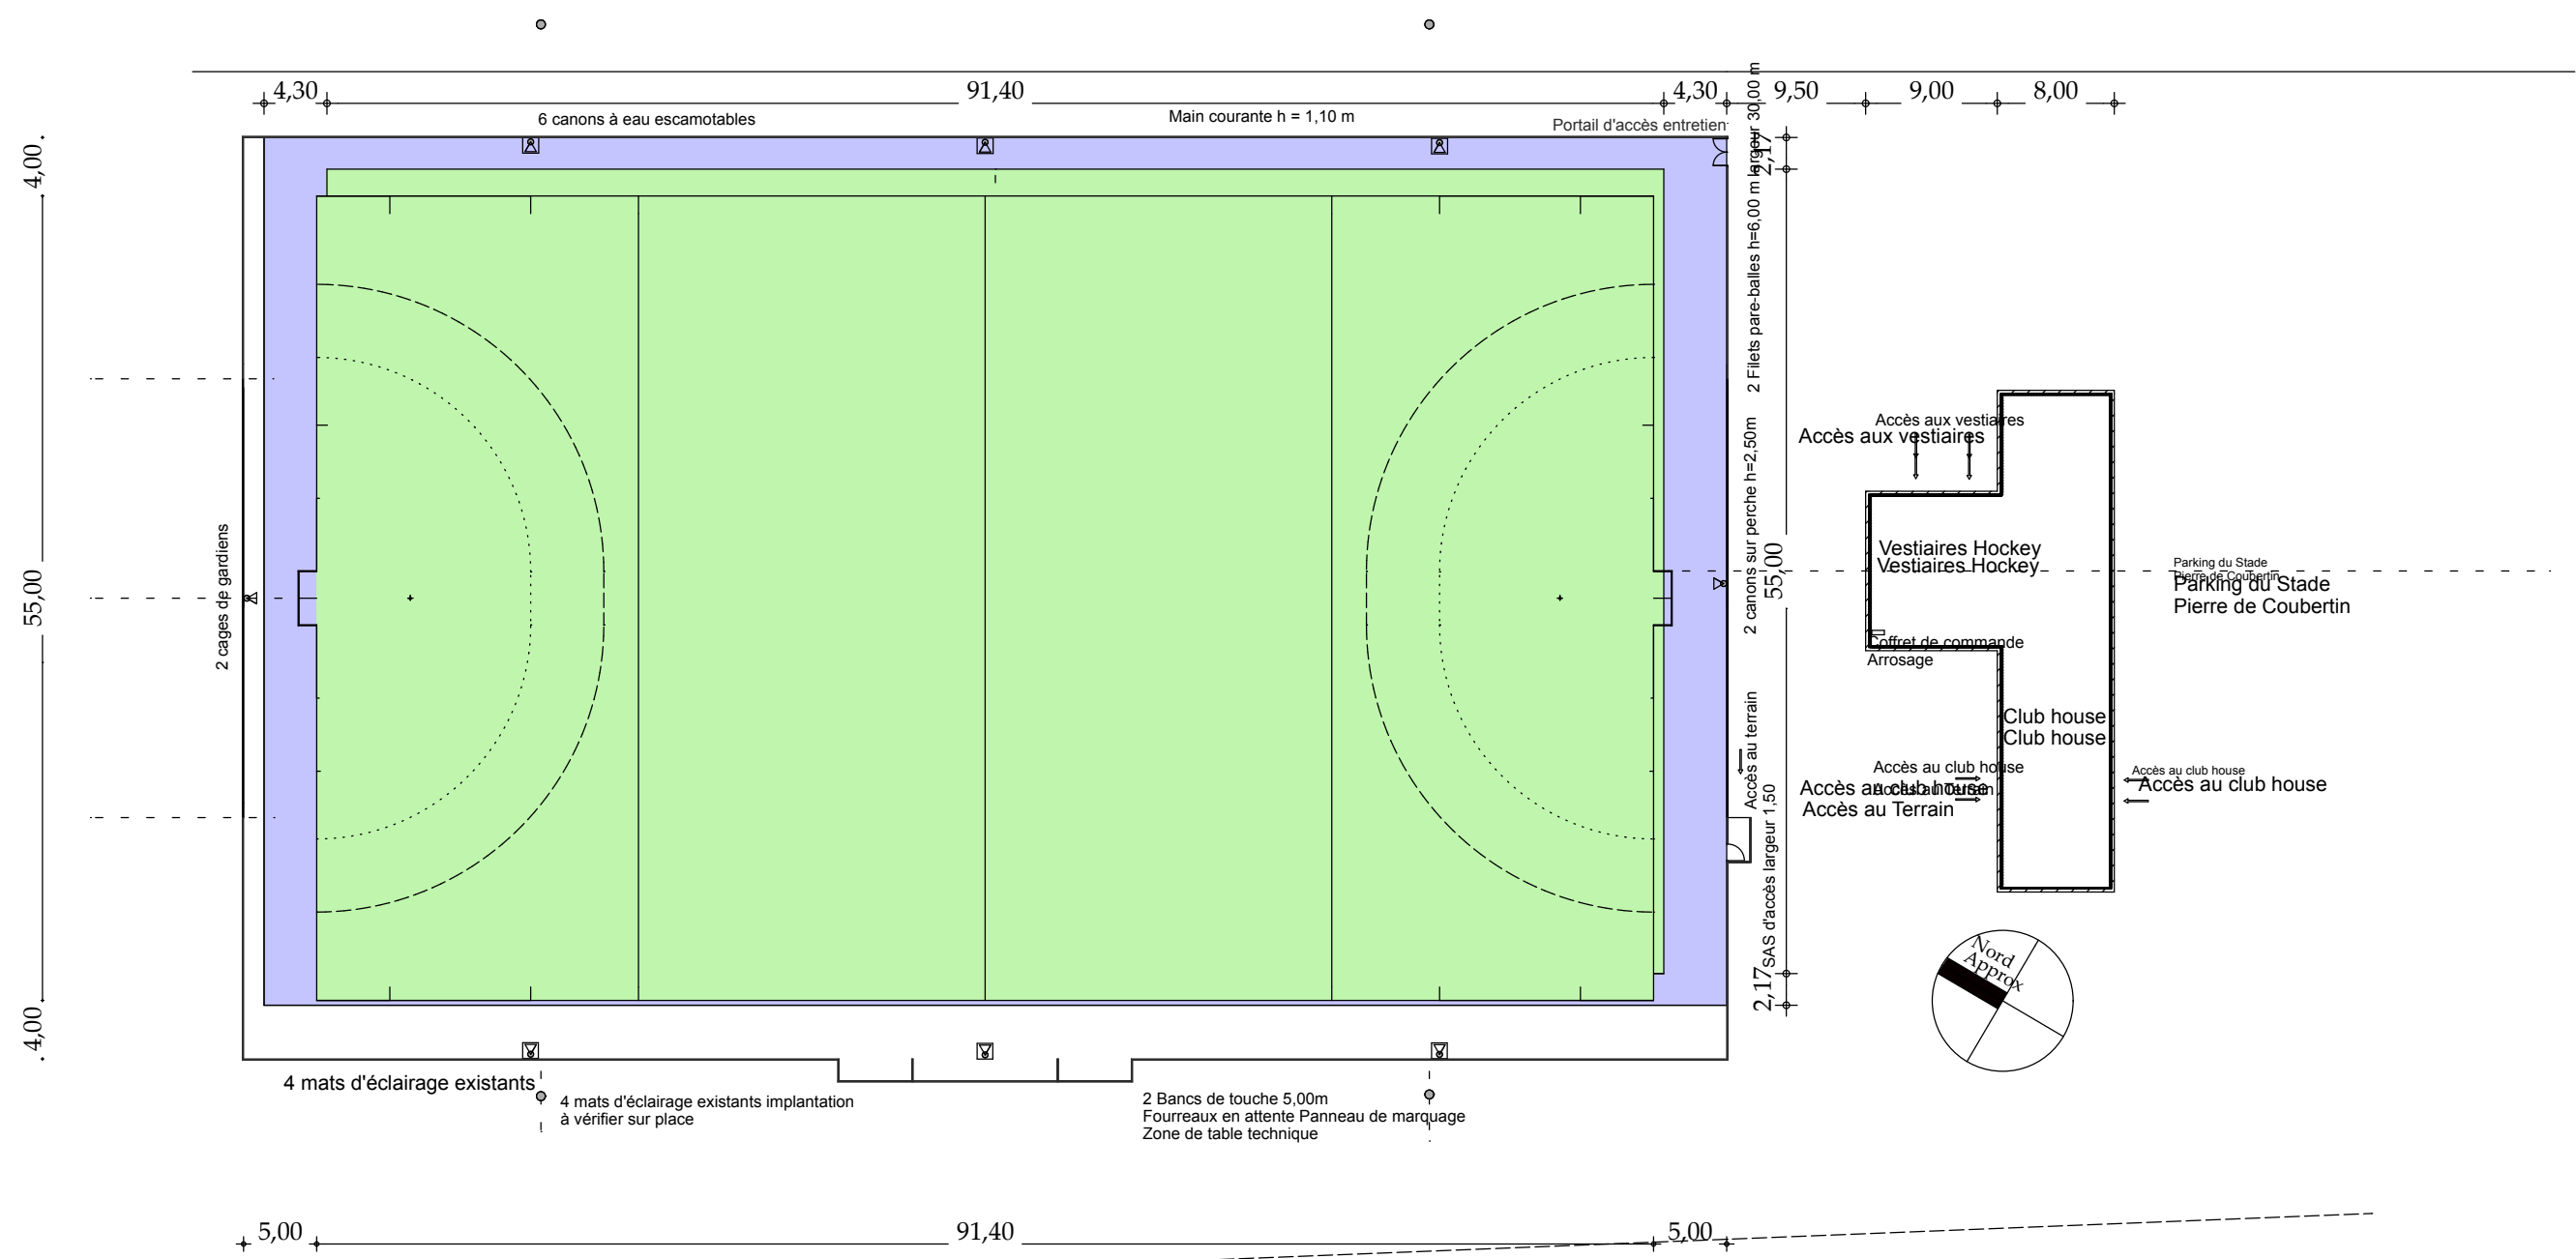 4,30
91,40
4,30
9,50
9,00
8,00
6 canons à eau escamotables
Main courante h = 1,10 m
Portail d'accès entretien
4,00
55,00
4,00
2 cages de gardiens
2 Filets pare-balles h=6,00 m largeur 30,00 m
2 canons sur perche h=2,50m
Accès au terrain
SAS d'accès largeur 1,50
2,17
55,00
2,17
Accès aux vestiaires
Accès aux vestiaires
Vestiaires Hockey
Vestiaires Hockey
Parking du Stade
Pierre de Coubertin
Parking du Stade
Pierre de Coubertin
Coffret de commande
Arrosage
Club house
Club house
Accès au club house
Accès au Terrain
Accès au club house
Accès au Terrain
Accès au club house
Accès au club house
Nord
Approx
4 mats d'éclairage existants
4 mats d'éclairage existants implantation
à vérifier sur place
2 Bancs de touche 5,00m
Fourreaux en attente Panneau de marquage
Zone de table technique
5,00
91,40
5,00